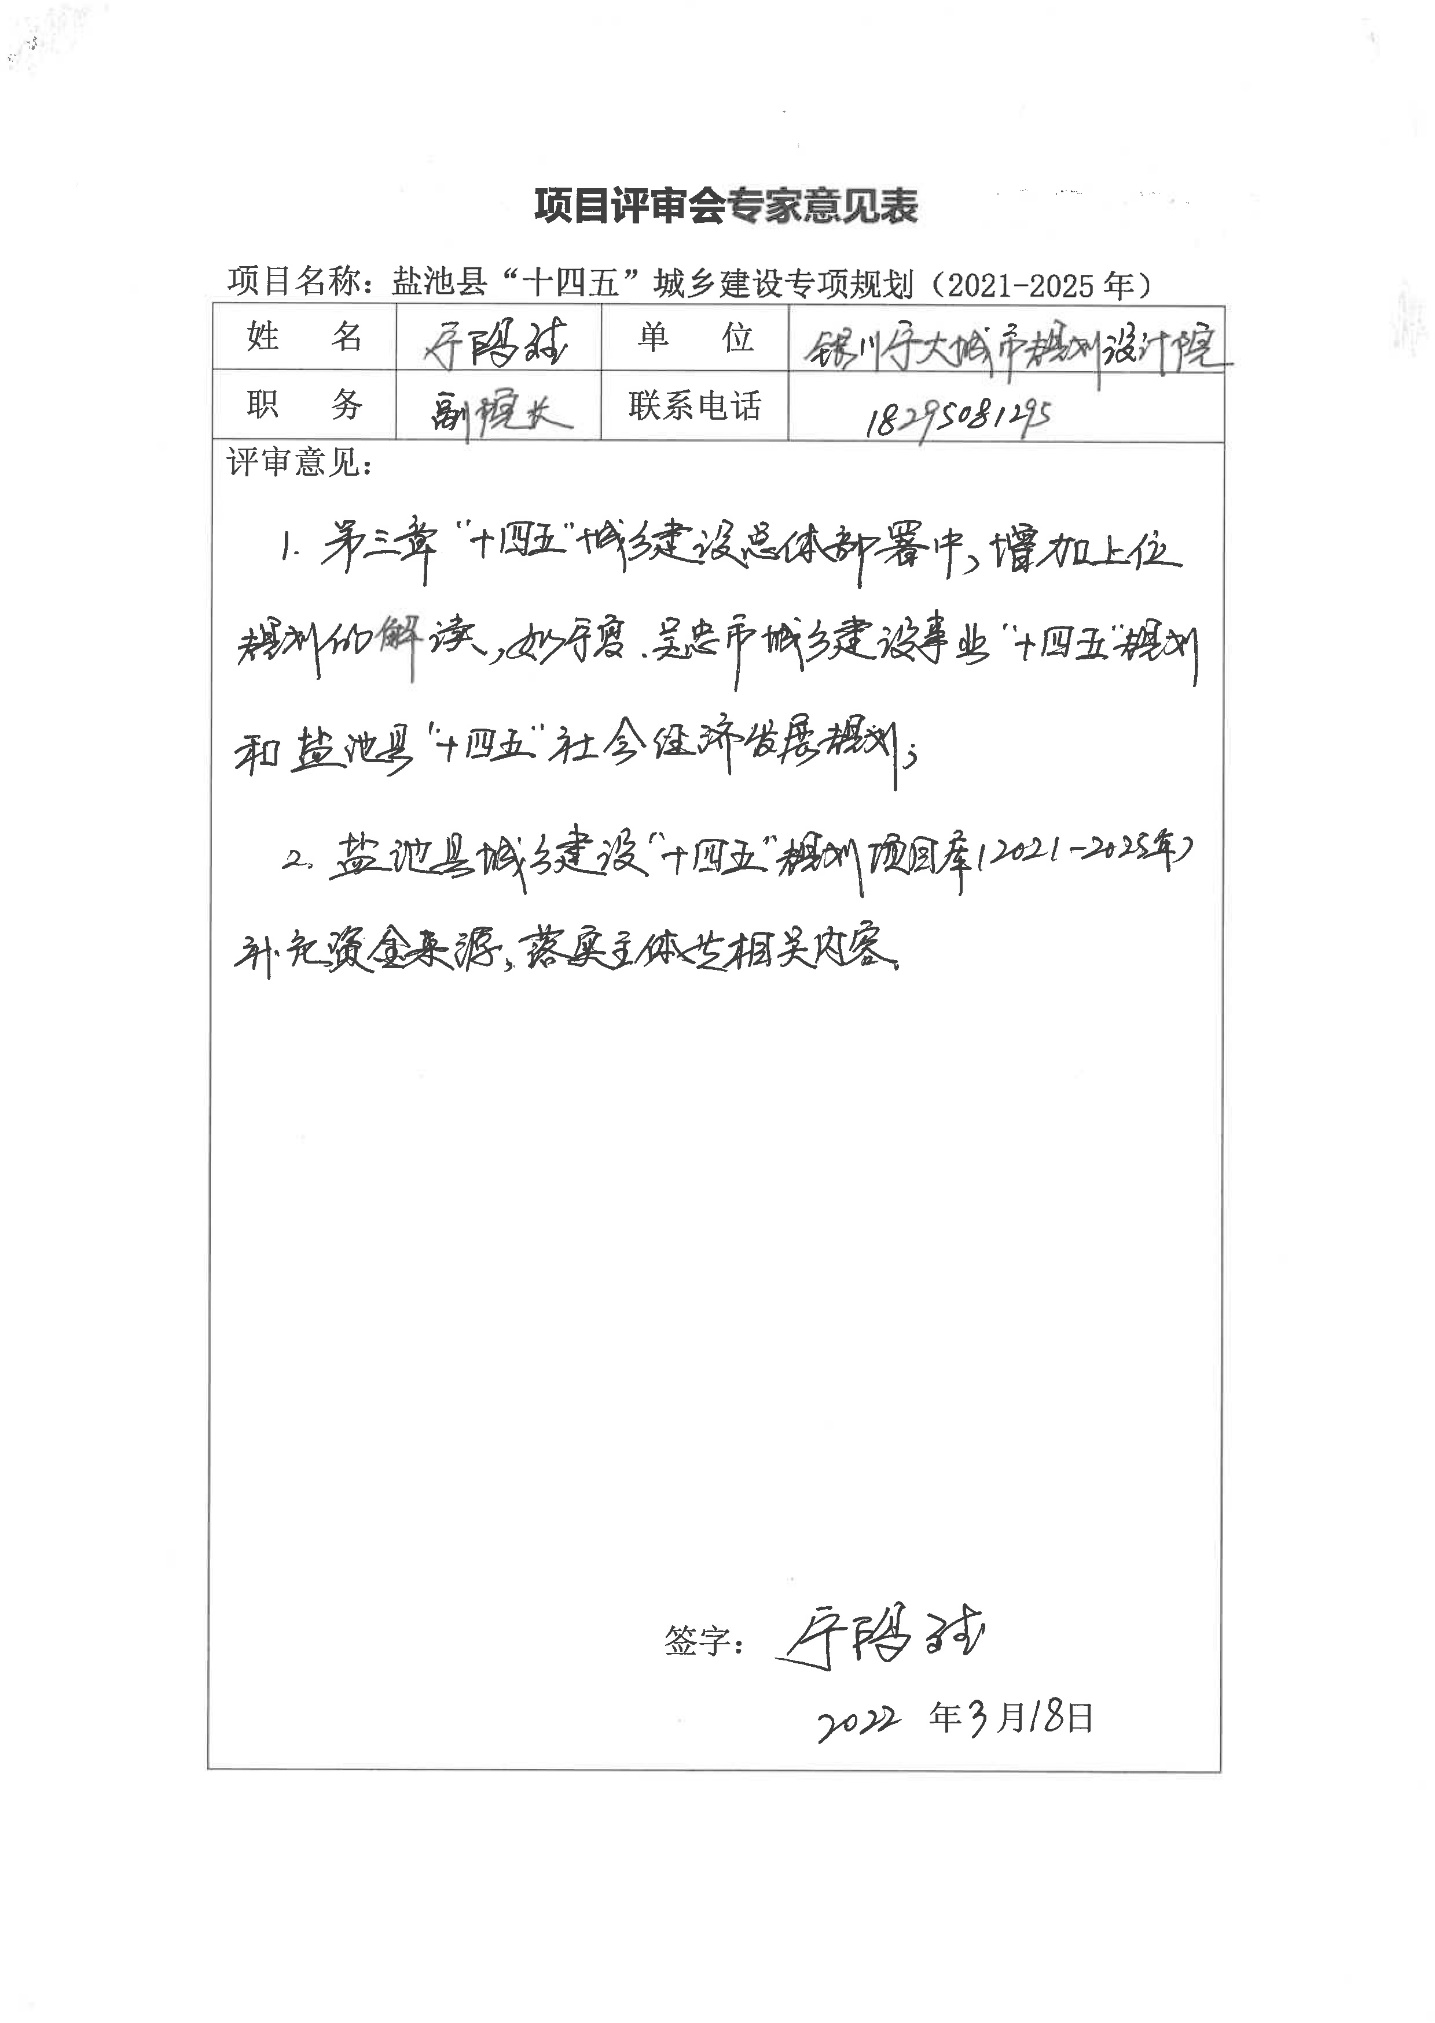 项目评审会专家意见表
项目名称：盐池县“十四五”城乡建设专项规划（2021-2025年）
姓 名 单 位 银川宁大城市规划设计院
职 务 副院长 联系电话 18295081295
评审意见：
1. 第三章“十四五”城乡建设总体部署中，增加上位
规划的解读，如宁夏、吴忠市城乡建设事业“十四五”规划
和盐池县“十四五”社会经济发展规划；
2. 盐池县城乡建设“十四五”规划项目库（2021-2025年）
补充资金来源，落实主体等相关内容。
签字：
2022 年3月18日